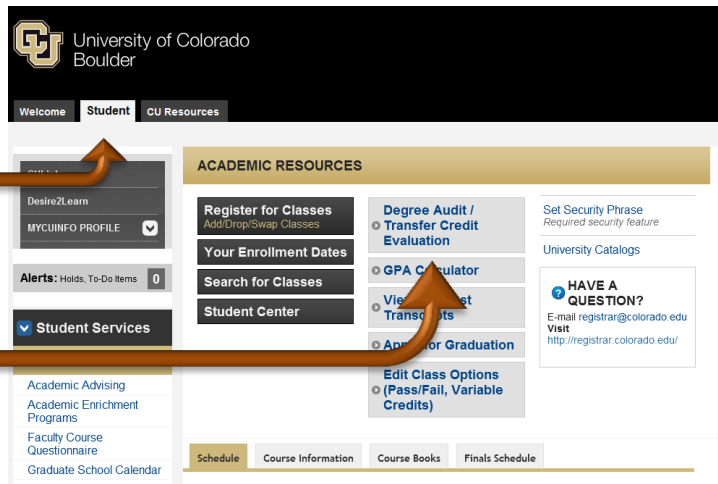 University of Colorado
Boulder
Welcome Student CU Resources
ACADEMIC RESOURCES
Desire2Learn
MYCUINFO PROFILE
Alerts: Holds, To-Do Items 0
Student Services
Academic Advising
Academic Enrichment
Programs
Faculty Course
Questionnaire
Graduate School Calendar
Register for Classes
Add/Drop/Swap Classes
Your Enrollment Dates
Search for Classes
Student Center
Degree Audit /
Transfer Credit
Evaluation
GPA
Transcripts
for Graduation
Edit Class Options
(Pass/Fail, Variable
Credits)
Set Security Phrase
Required security feature
University Catalogs
HAVE A
QUESTION?
E-mail registrar@colorado.edu
Visit
http://registrar.colorado.edu/
Schedule Course Information Course Books Finals Schedule